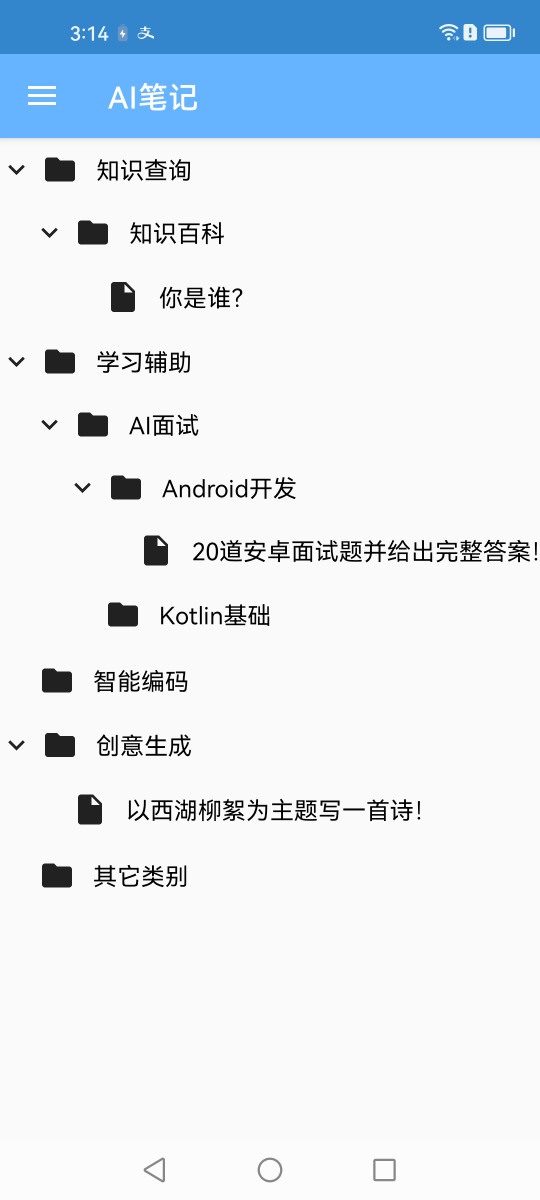 3:14 支
AI笔记
知识查询
知识百科
你是谁？
学习辅助
AI面试
Android开发
20道安卓面试题并给出完整答案!
Kotlin基础
智能编码
创意生成
以西湖柳絮为主题写一首诗！
其它类别